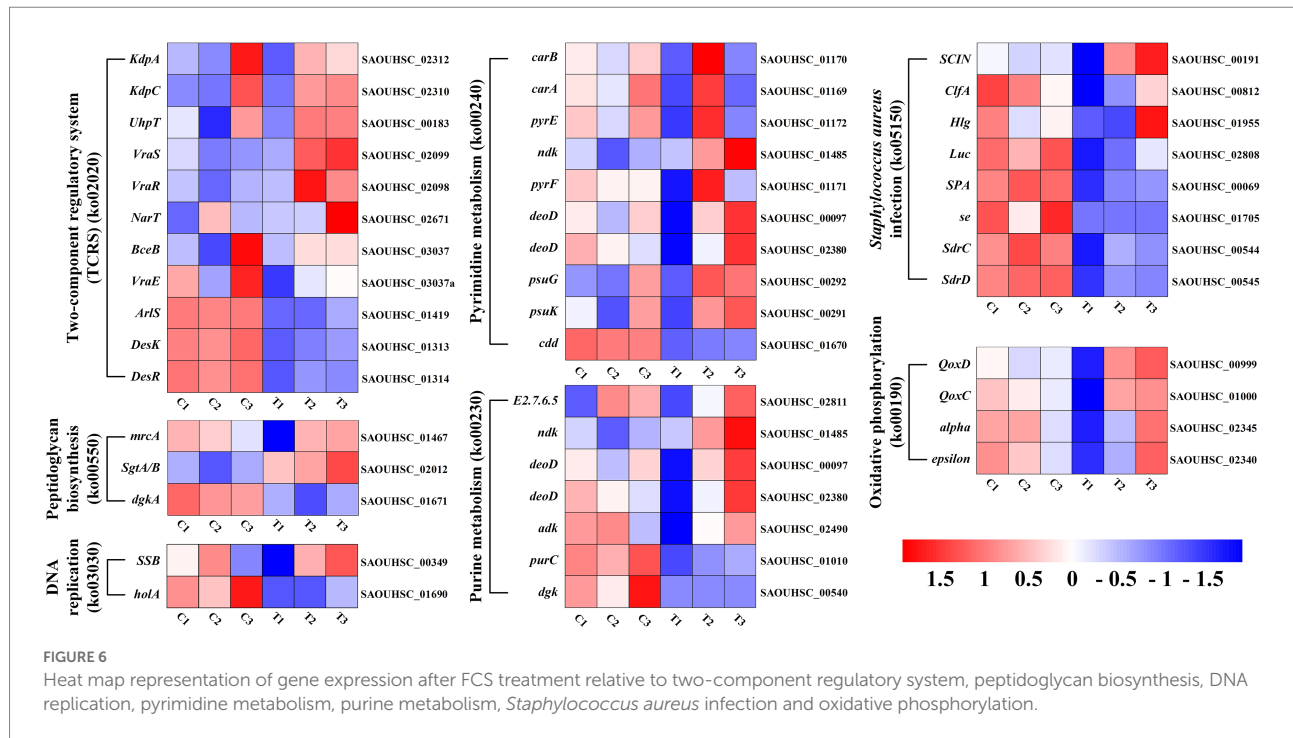 Two-component regulatory system
(TCRS) ko02020)
KdpA SAOUHSC_02312
KdpC SAOUHSC_02310
UhpT SAOUHSC_00183
VraS SAOUHSC_02099
VraR SAOUHSC_02098
NarT SAOUHSC_02671
BceB SAOUHSC_03037
VraE SAOUHSC_03037a
ArlS SAOUHSC_01419
DesK SAOUHSC_01313
DesR SAOUHSC_01314
C1 C2 C3 T1 T2 T3
Peptidoglycan
biosynthesis
(ko00550)
mrcA SAOUHSC_01467
SgtA/B SAOUHSC_02012
dgkA SAOUHSC_01671
C1 C2 C3 T1 T2 T3
DNA
replication
(ko03030)
SSB SAOUHSC_00349
holA SAOUHSC_01690
C1 C2 C3 T1 T2 T3
Pyrimidine metabolism (ko00240)
carB SAOUHSC_01170
carA SAOUHSC_01169
pyrE SAOUHSC_01172
ndk SAOUHSC_01485
pyrF SAOUHSC_01171
deoD SAOUHSC_00097
deoD SAOUHSC_02380
psuG SAOUHSC_00292
psuK SAOUHSC_00291
cdd SAOUHSC_01670
C1 C2 C3 T1 T2 T3
Purine metabolism (ko00230)
E2.7.6.5 SAOUHSC_02811
ndk SAOUHSC_01485
deoD SAOUHSC_00097
deoD SAOUHSC_02380
adk SAOUHSC_02490
purC SAOUHSC_01010
dgk SAOUHSC_00540
C1 C2 C3 T1 T2 T3
Staphylococcus aureus
infection (ko05150)
SCIN SAOUHSC_00191
ClfA SAOUHSC_00812
Hlg SAOUHSC_01955
Luc SAOUHSC_02808
SPA SAOUHSC_00069
se SAOUHSC_01705
SdrC SAOUHSC_00544
SdrD SAOUHSC_00545
C1 C2 C3 T1 T2 T3
Oxidative phosphorylation
(ko00190)
QoxD SAOUHSC_00999
QoxC SAOUHSC_01000
alpha SAOUHSC_02345
epsilon SAOUHSC_02340
C1 C2 C3 T1 T2 T3
1.5 1 0.5 0 - 0.5 - 1 - 1.5
FIGURE 6
Heat map representation of gene expression after FCS treatment relative to two-component regulatory system, peptidoglycan biosynthesis, DNA
replication, pyrimidine metabolism, purine metabolism, Staphylococcus aureus infection and oxidative phosphorylation.